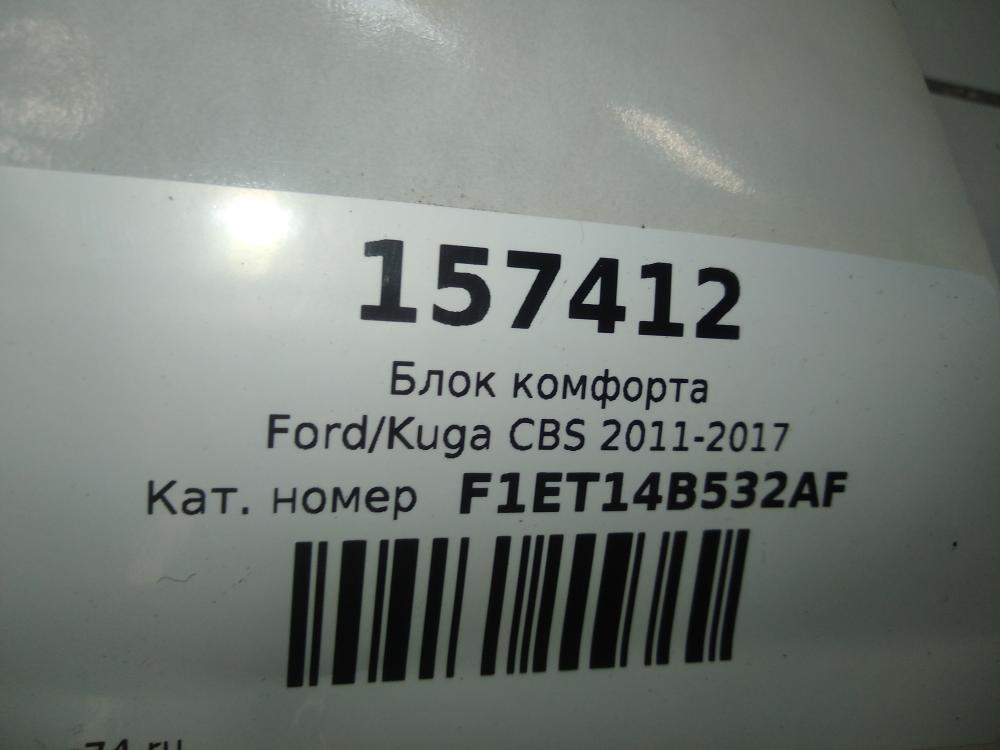 157412
Блок комфорта
Ford/Kuga CBS 2011-2017
Кат. номер F1ET14B532AF